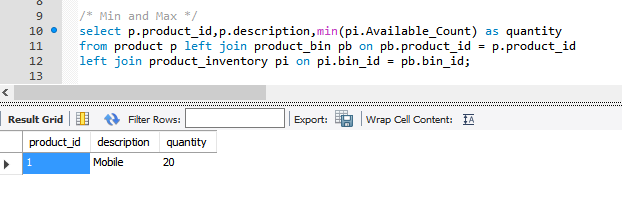 9
/* Min and Max */
10 select p.product_id,p.description,min(pi.Available_Count) as quantity
11 from product p left join product_bin pb on pb.product_id = p.product_id
12 left join product_inventory pi on pi.bin_id = pb.bin_id;
13
Result Grid Filter Rows: Export: Wrap Cell Content: IA
product_id description quantity
1 Mobile 20